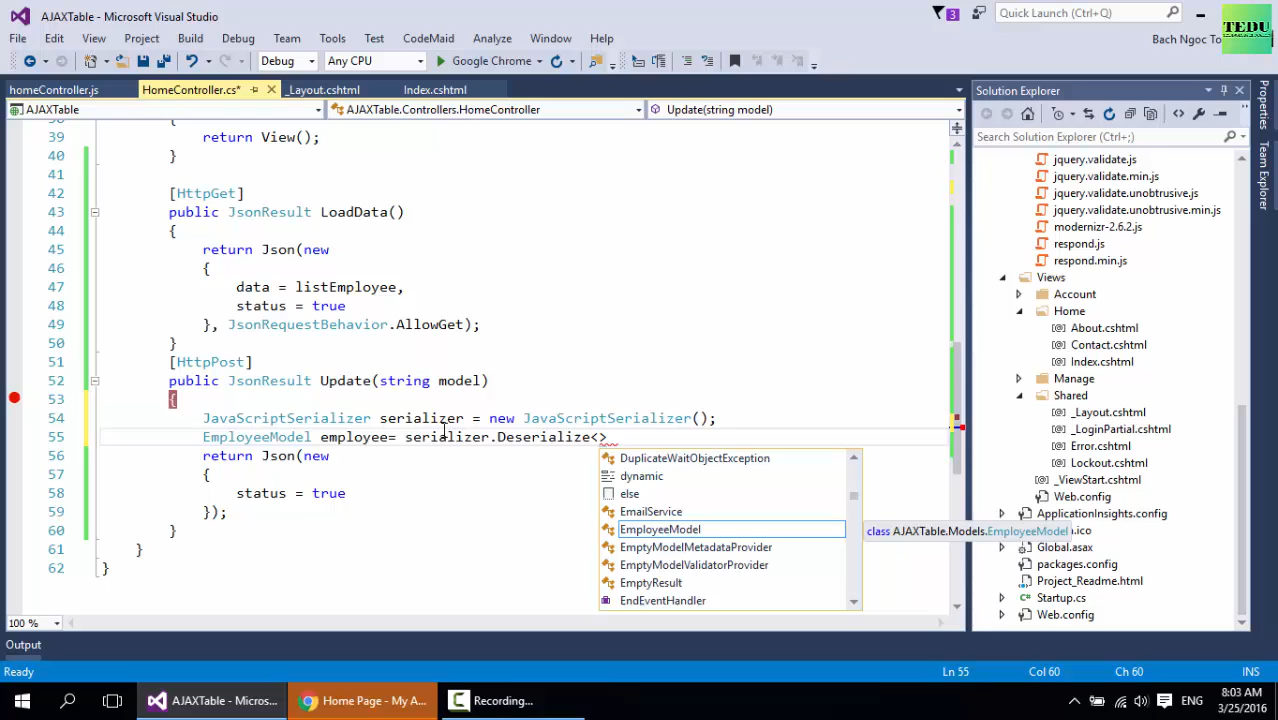 AJAXTable - Microsoft Visual Studio
3
Quick Launch (Ctrl+Q)
TEDU
File Edit View Project Build Debug Team Tools Test CodeMaid Analyze Window Help
Bach Ngoc To
Debug Any CPU Google Chrome
homeController.js HomeController.cs* _Layout.cshtml Index.cshtml
AJAXTable AJAXTable.Controllers.HomeController Update(string model)
39 return View();
40 }
41
42 [HttpGet]
43 public JsonResult LoadData()
44 {
45 return Json(new
46 {
47 data = listEmployee,
48 status = true
49 }, JsonRequestBehavior.AllowGet);
50 }
51 [HttpPost]
52 public JsonResult Update(string model)
53 {
54 JavaScriptSerializer serializer = new JavaScriptSerializer();
55 EmployeeModel employee= serializer.Deserialize<>
56 return Json(new
57 {
58 status = true
59 });
60 }
61 }
62 }
DuplicateWaitObjectException
dynamic
else
EmailService
EmployeeModel
EmptyModelMetadataProvider
EmptyModelValidatorProvider
EmptyResult
EndEventHandler
class AJAXTable.Models.EmployeeModel
Solution Explorer
Search Solution Explorer (Ctrl+;)
jquery.validate.js
jquery.validate.min.js
jquery.validate.unobtrusive.js
jquery.validate.unobtrusive.min.js
modernizr-2.6.2.js
respond.js
respond.min.js
Views
Account
Home
About.cshtml
Contact.cshtml
Index.cshtml
Manage
Shared
_Layout.cshtml
_LoginPartial.cshtml
Error.cshtml
Lockout.cshtml
_ViewStart.cshtml
Web.config
ApplicationInsights.config
Global.asax
packages.config
Project_Readme.html
Startup.cs
Web.config
Properties
Team Explorer
100 %
Output
Ready Ln 55 Col 60 Ch 60 INS
AJAXTable - Micros... Home Page - My A... Recording... ENG 8:03 AM
3/25/2016